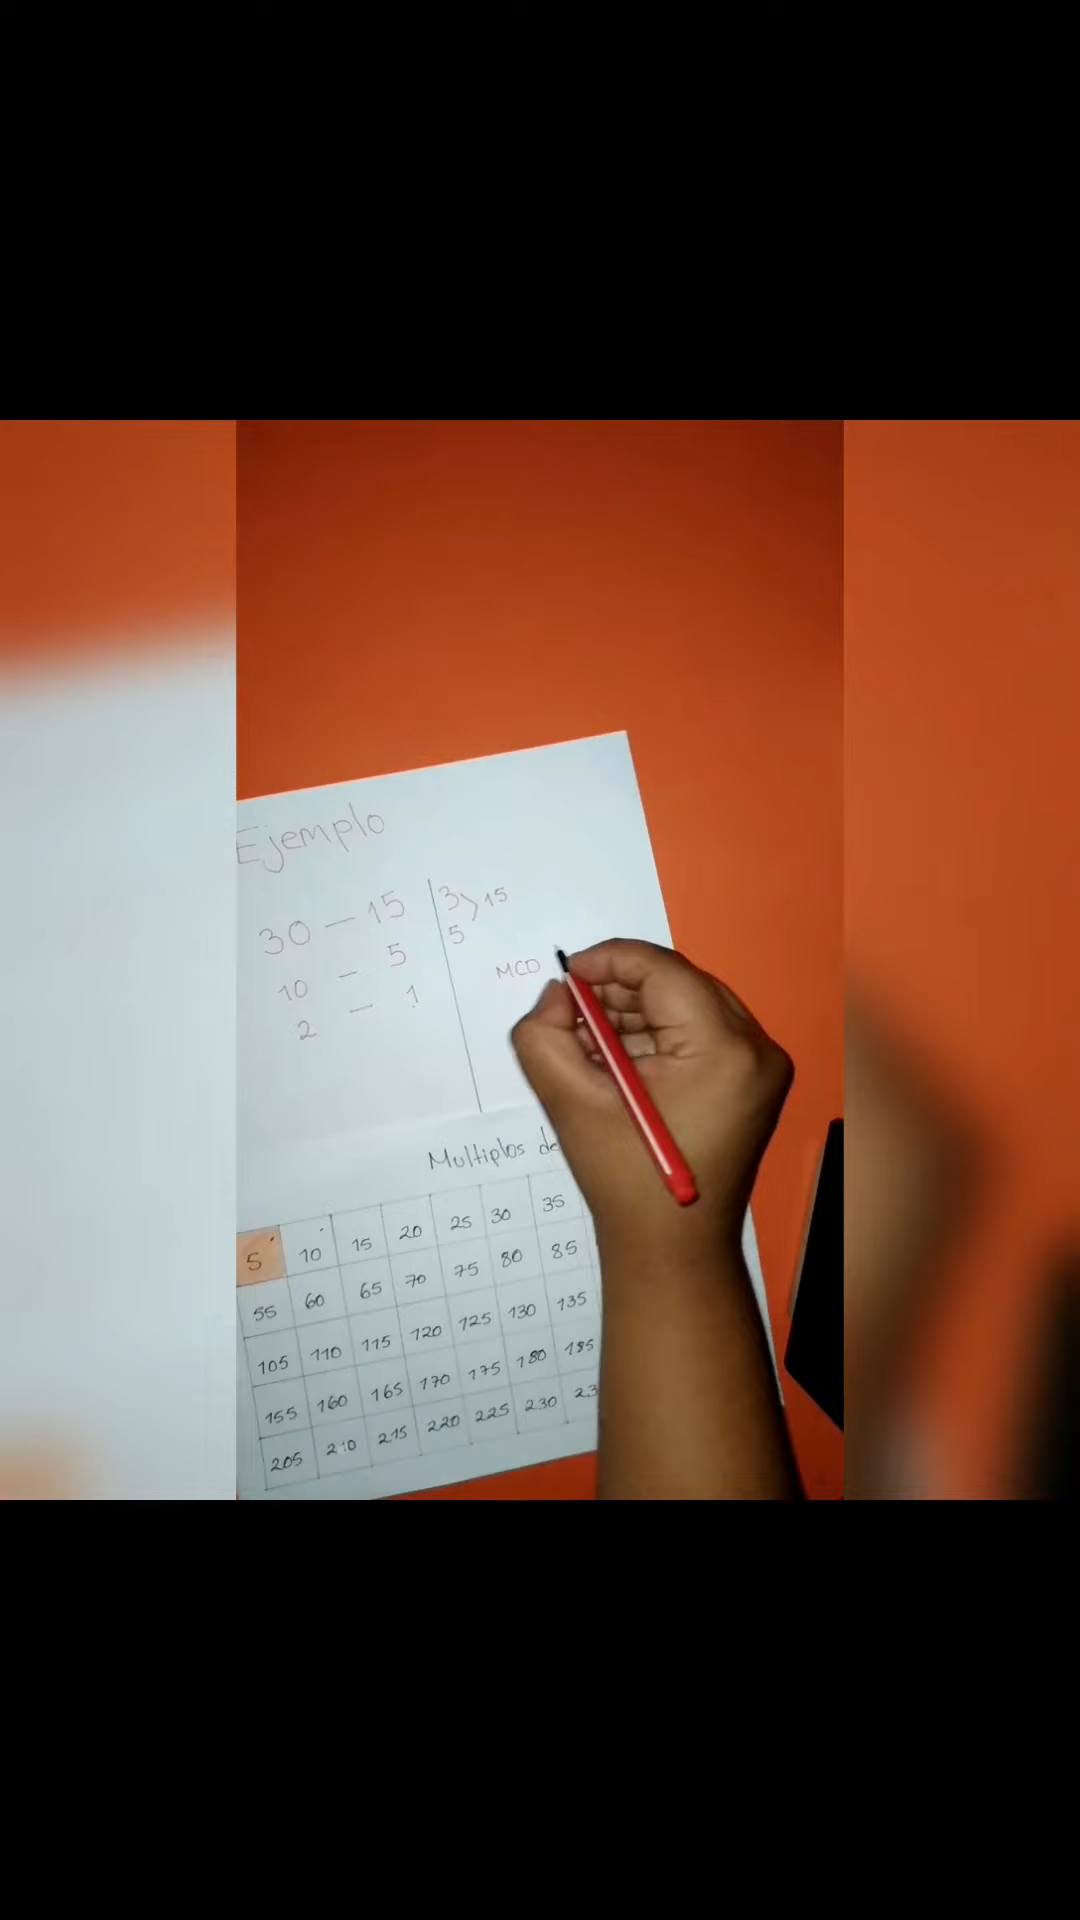 Ejemplo
30 — 15 | 3 > 15
10 — 5 | 5
2 — 1
MCD
Multiplos de
5 10 15 20 25 30 35
55 60 65 70 75 80 85
105 110 115 120 125 130 135
155 160 165 170 175 180 185
205 210 215 220 225 230 23